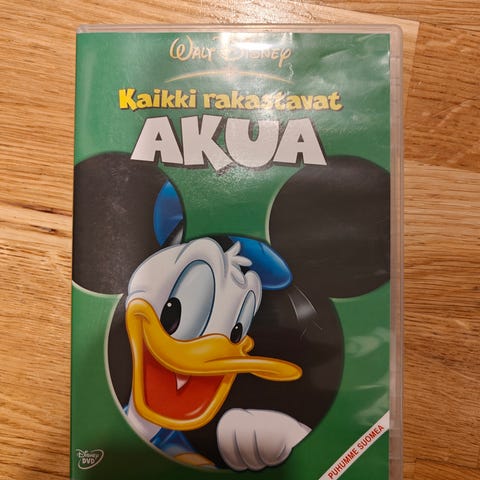 Walt Disney
Kaikki rakastavat
AKUA
Disney
DVD
PUHUMME SUOMEA